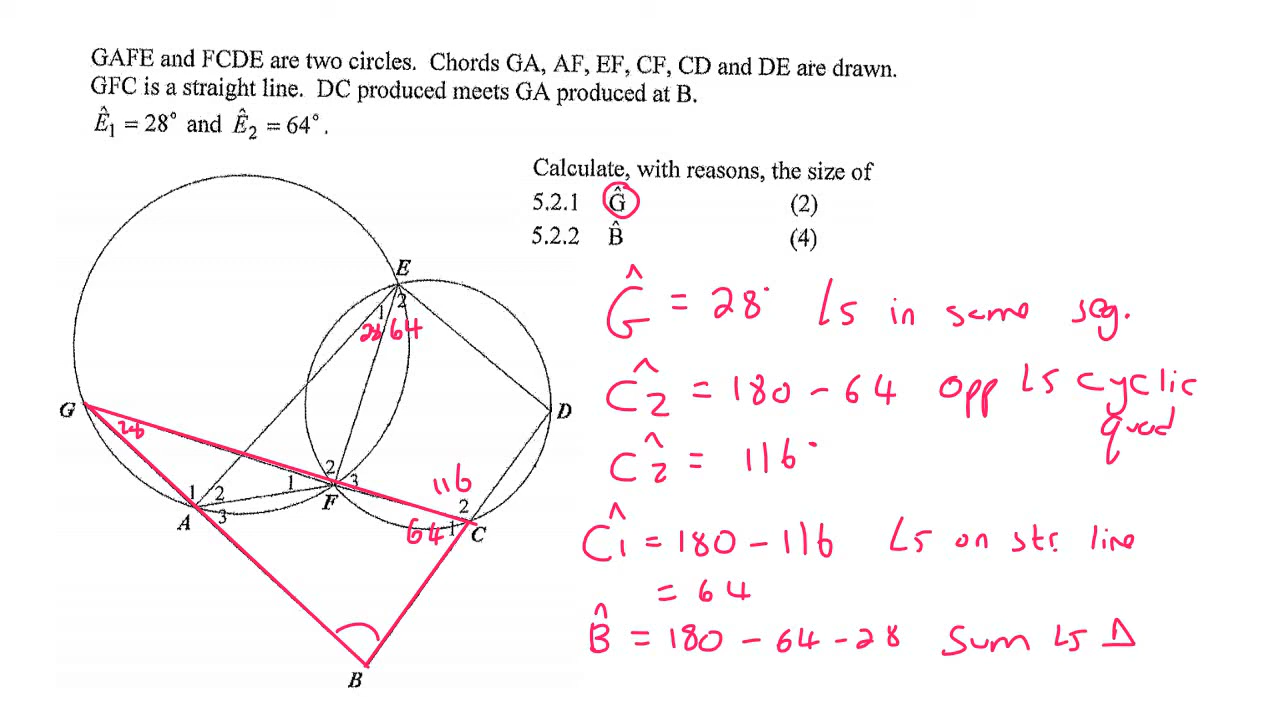 GAFE and FCDE are two circles. Chords GA, AF, EF, CF, CD and DE are drawn.
GFC is a straight line. DC produced meets GA produced at B.
Ê₁ = 28° and Ê₂ = 64°.
Calculate, with reasons, the size of
5.2.1 Ĝ (2)
5.2.2 B̂ (4)
E
1 2
28 64
G
28
D
2
1 3
F
116
2
1 2
A
3
64 1 C
B
Ĝ = 28° Ls in same seg.
Ĉ2 = 180 - 64 opp Ls cyclic
quad
Ĉ2 = 116°
Ĉ1 = 180 - 116 Ls on str. line
= 64
B̂ = 180 - 64 - 28 Sum Ls Δ